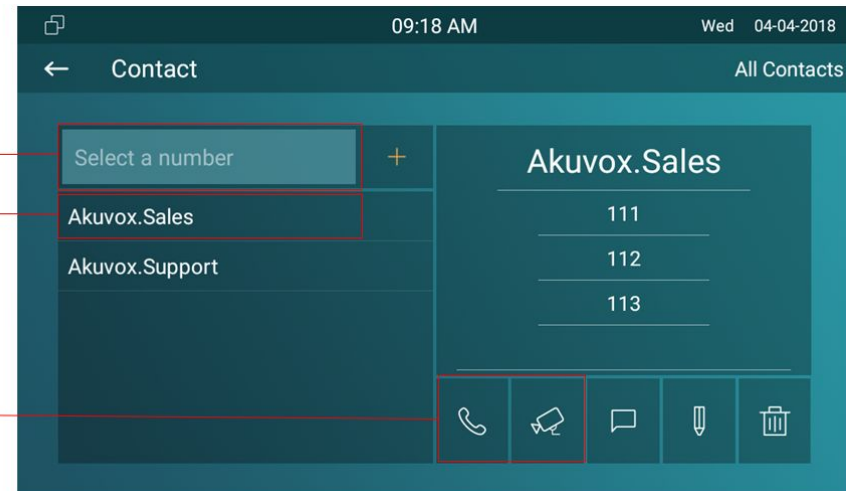 09:18 AM Wed 04-04-2018
Contact All Contacts
Select a number +
Akuvox.Sales
Akuvox.Support
Akuvox.Sales
111
112
113